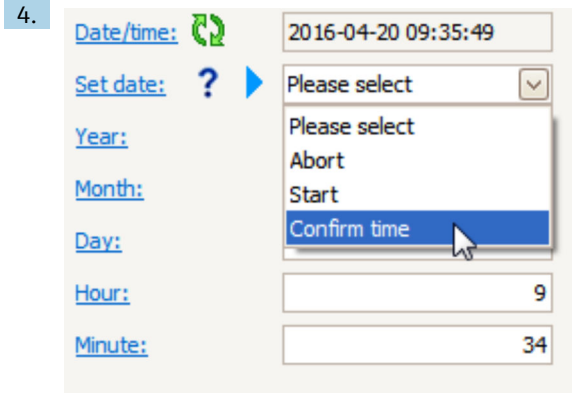 4.
Date/time: 2016-04-20 09:35:49
Set date: ? Please select
Please select
Year:
Abort
Month:
Start
Confirm time
Day:
Hour: 9
Minute: 34